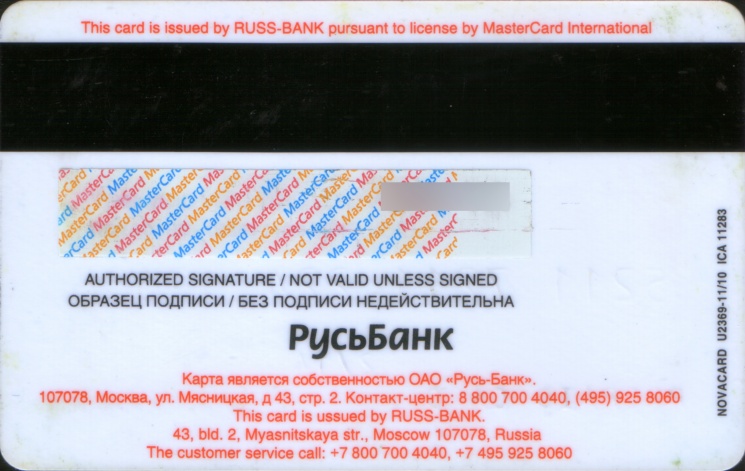 This card is issued by RUSS-BANK pursuant to license by MasterCard International
AUTHORIZED SIGNATURE / NOT VALID UNLESS SIGNED
ОБРАЗЕЦ ПОДПИСИ / БЕЗ ПОДПИСИ НЕДЕЙСТВИТЕЛЬНА
РусьБанк
Карта является собственностью ОАО «Русь-Банк».
107078, Москва, ул. Мясницкая, д 43, стр. 2. Контакт-центр: 8 800 700 4040, (495) 925 8060
This card is ussued by RUSS-BANK.
43, bld. 2, Myasnitskaya str., Moscow 107078, Russia
The customer service call: +7 800 700 4040, +7 495 925 8060
NOVACARD U2369-11/10 ICA 11283